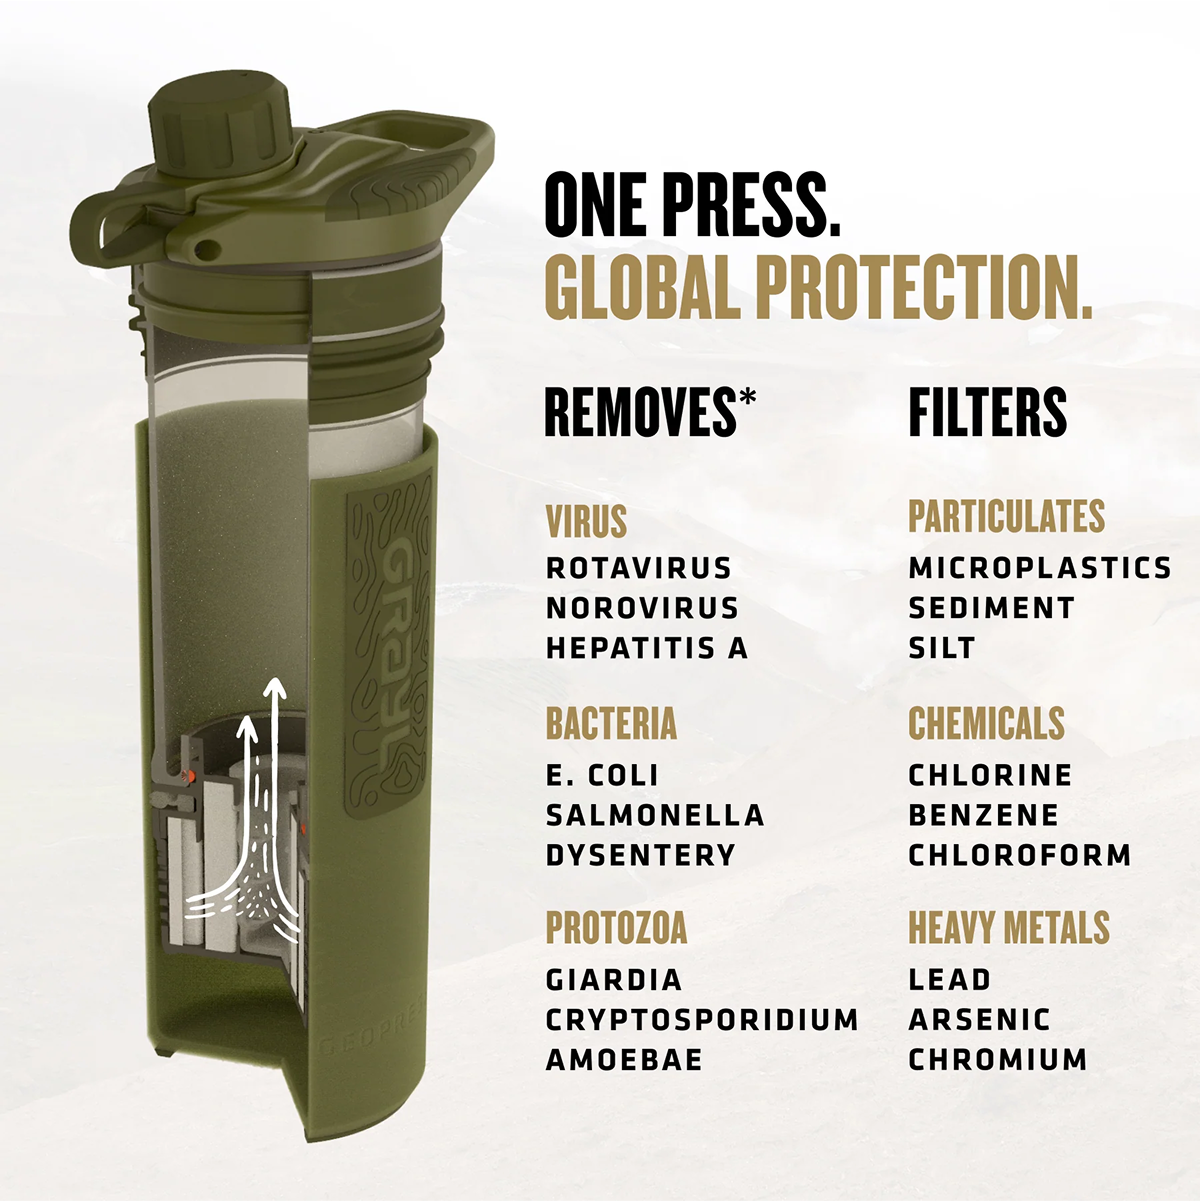 ONE PRESS.
GLOBAL PROTECTION.
REMOVES*
VIRUS
ROTAVIRUS
NOROVIRUS
HEPATITIS A
BACTERIA
E. COLI
SALMONELLA
DYSENTERY
PROTOZOA
GIARDIA
CRYPTOSPORIDIUM
AMOEBAE
FILTERS
PARTICULATES
MICROPLASTICS
SEDIMENT
SILT
CHEMICALS
CHLORINE
BENZENE
CHLOROFORM
HEAVY METALS
LEAD
ARSENIC
CHROMIUM
GRAYL